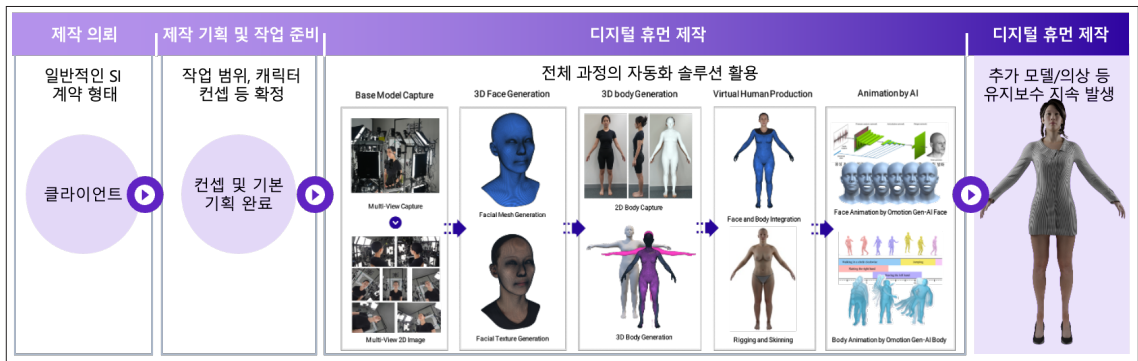 제작 의뢰
제작 기획 및 작업 준비
디지털 휴먼 제작
디지털 휴먼 제작
일반적인 SI
계약 형태
클라이언트
작업 범위, 캐릭터
컨셉 등 확정
컨셉 및 기본
기획 완료
전체 과정의 자동화 솔루션 활용
Base Model Capture
Multi-View Capture
Multi-View 2D Image
3D Face Generation
Facial Mesh Generation
Facial Texture Generation
3D body Generation
2D Body Capture
3D Body Generation
Virtual Human Production
Face and Body Integration
Rigging and Skinning
Animation by AI
Face Animation by Omotion Gen-AI Face
Body Animation by Omotion Gen-AI Body
추가 모델/의상 등
유지보수 지속 발생